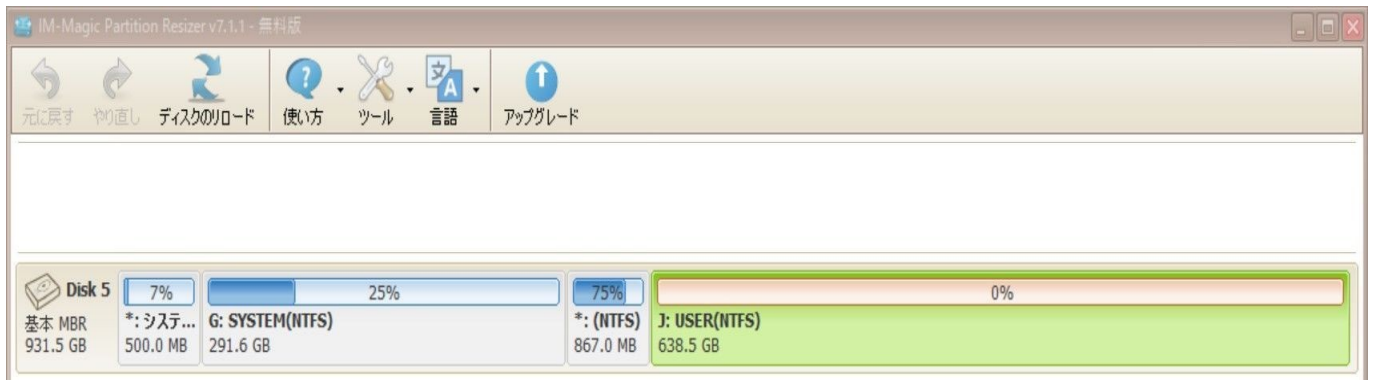 IM-Magic Partition Resizer v7.1.1 - 無料版
元に戻す やり直し ディスクのリロード 使い方 ツール 言語 アップグレード
Disk 5 7% 25% 75% 0%
*: システ... G: SYSTEM(NTFS) *: (NTFS) J: USER(NTFS)
基本 MBR
931.5 GB 500.0 MB 291.6 GB 867.0 MB 638.5 GB